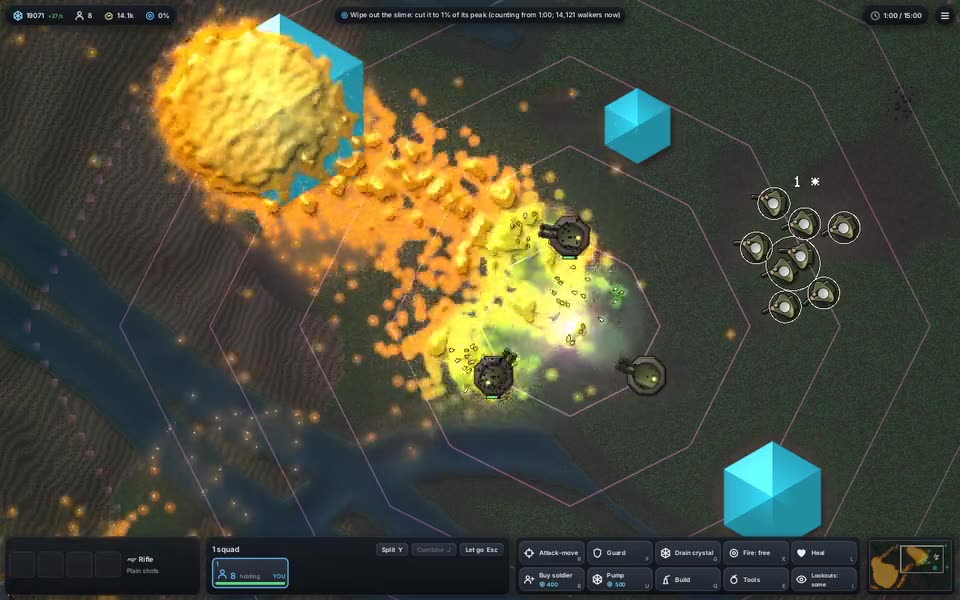 19071 +27/s 8 14.1k 0%
Wipe out the slime: cut it to 1% of its peak (counting from 1:00; 14,121 walkers now)
1:00 / 15:00
1
Rifle
Plain shots
1 squad
Split Y
Combine J
Let go Esc
1
8 holding YOU
Attack-move R
Guard F
Drain crystal G
Fire: free X
Heal L
Buy soldier 400 B
Pump 500 U
Build Q
Tools E
Lookouts: some I